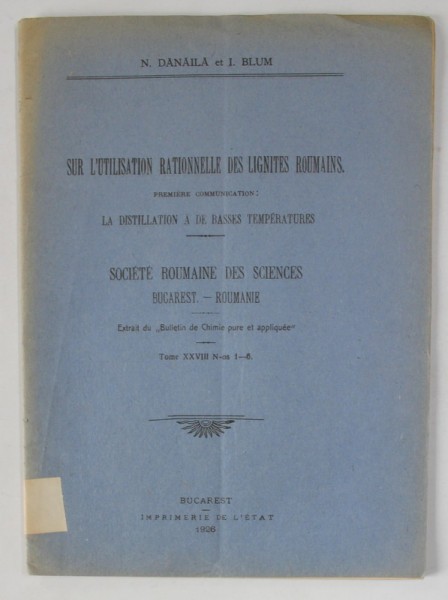 N. DĂNĂILĂ et I. BLUM
SUR L'UTILISATION RATIONNELLE DES LIGNITES ROUMAINS.
PREMIÈRE COMMUNICATION:
LA DISTILLATION A DE BASSES TEMPÉRATURES
SOCIÉTÉ ROUMAINE DES SCIENCES
BUCAREST. — ROUMANIE
Extrait du „Bulletin de Chimie pure et appliquée"
Tome XXVIII N-os 1—6.
BUCAREST
IMPRIMERIE DE L'ÉTAT
1926